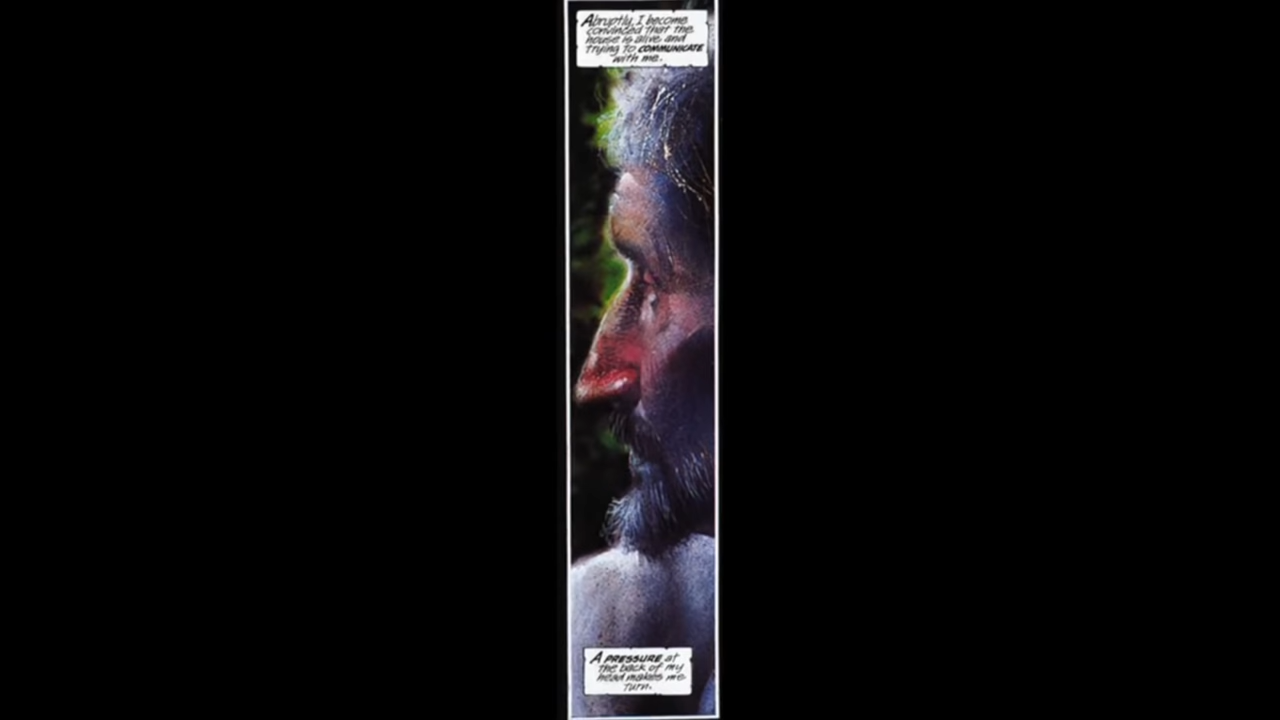 Abruptly, I become
convinced that the
house is alive and
trying to COMMUNICATE
with me.
A PRESSURE at
the back of my
head makes me
turn.